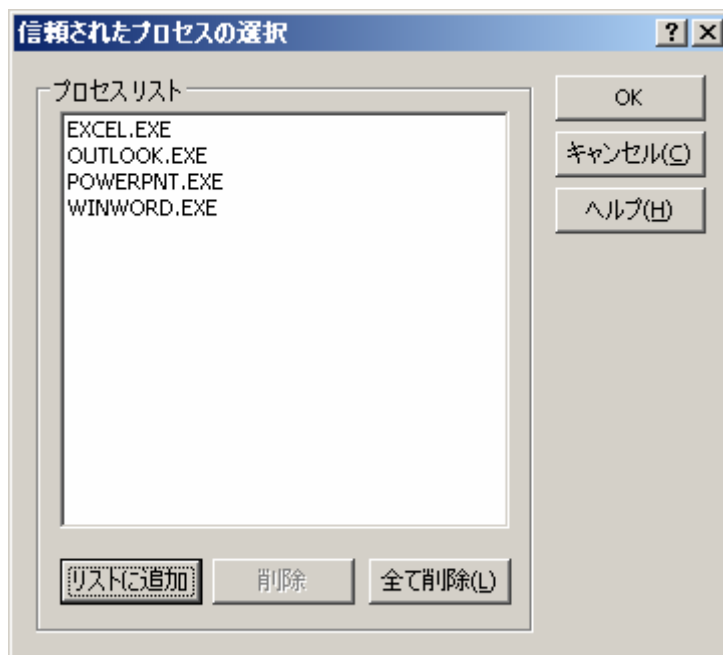 信頼されたプロセスの選択
プロセスリスト
EXCEL.EXE
OUTLOOK.EXE
POWERPNT.EXE
WINWORD.EXE
OK
キャンセル(C)
ヘルプ(H)
リストに追加
削除
全て削除(L)